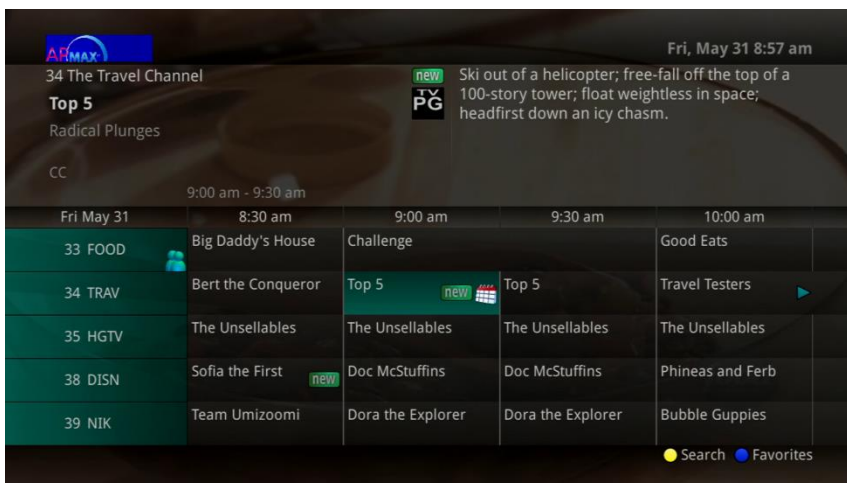 APMAX
Fri, May 31 8:57 am
34 The Travel Channel
Top 5
Radical Plunges
CC
9:00 am - 9:30 am
new
TV
PG
Ski out of a helicopter; free-fall off the top of a
100-story tower; float weightless in space;
headfirst down an icy chasm.
Fri May 31 8:30 am 9:00 am 9:30 am 10:00 am
33 FOOD Big Daddy's House Challenge Good Eats
34 TRAV Bert the Conqueror Top 5 new Top 5 Travel Testers
35 HGTV The Unsellables The Unsellables The Unsellables The Unsellables
38 DISN Sofia the First new Doc McStuffins Doc McStuffins Phineas and Ferb
39 NIK Team Umizoomi Dora the Explorer Dora the Explorer Bubble Guppies
Search Favorites